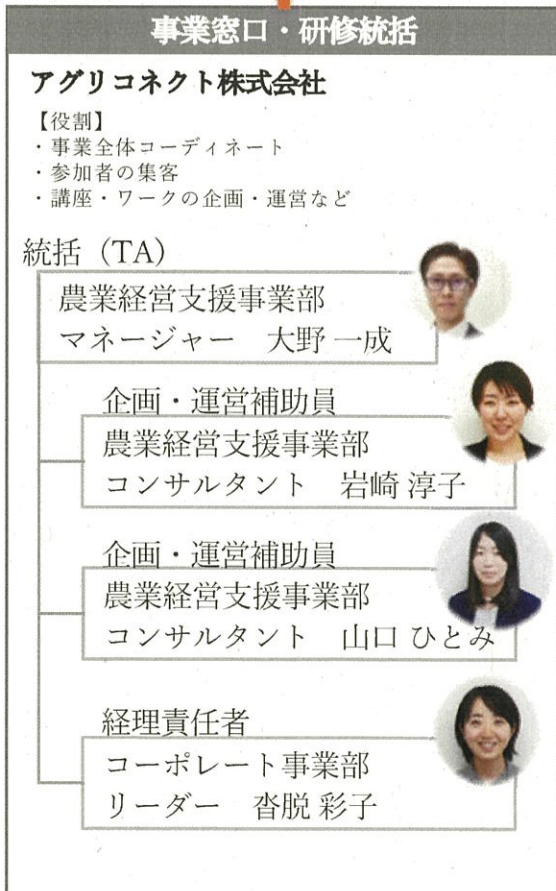 事業窓口・研修統括
アグリコネクト株式会社
【役割】
・事業全体コーディネート
・参加者の集客
・講座・ワークの企画・運営など
統括（TA）
農業経営支援事業部
マネージャー　大野 一成
企画・運営補助員
農業経営支援事業部
コンサルタント　岩崎 淳子
企画・運営補助員
農業経営支援事業部
コンサルタント　山口 ひとみ
経理責任者
コーポレート事業部
リーダー　沓脱 彩子